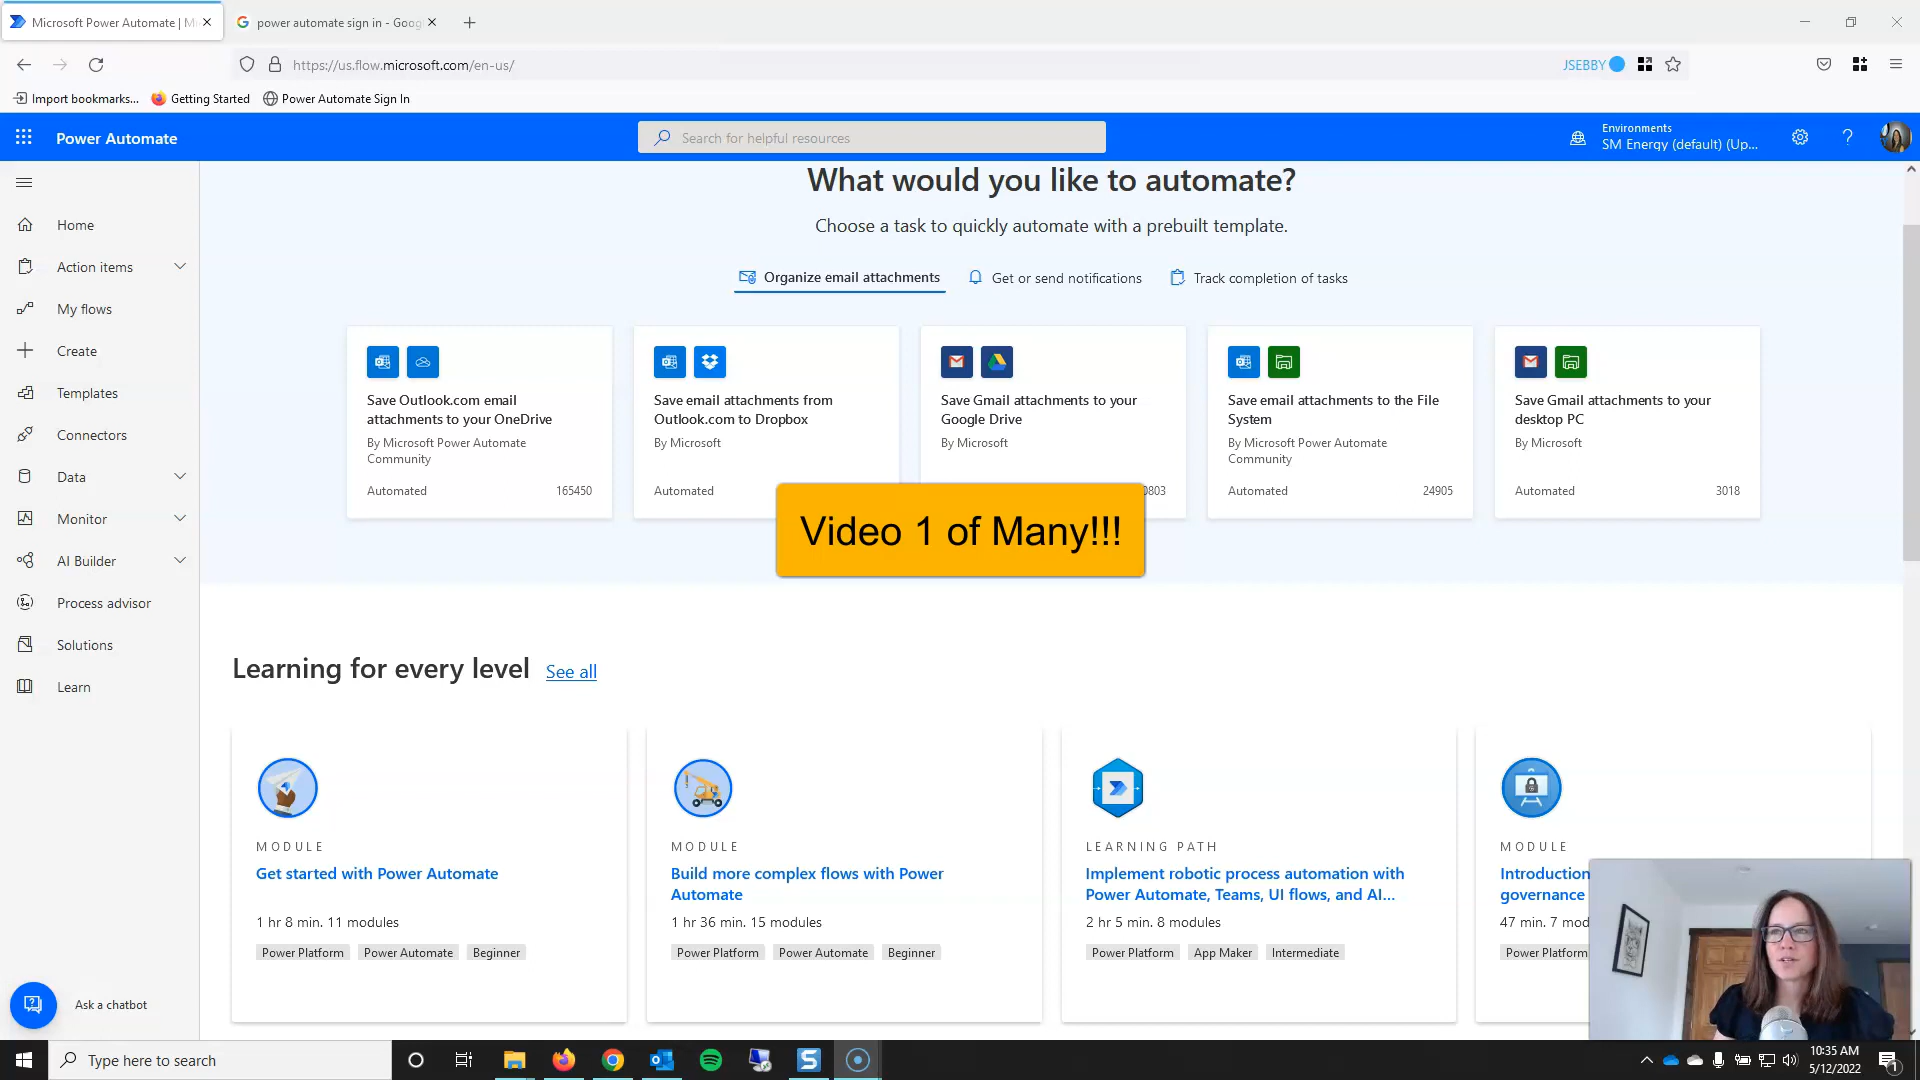 Microsoft Power Automate | M
power automate sign in - Goog
https://us.flow.microsoft.com/en-us/
JSEBBY
Import bookmarks...
Getting Started
Power Automate Sign In
Power Automate
Search for helpful resources
Environments
SM Energy (default) (Up...
What would you like to automate?
Choose a task to quickly automate with a prebuilt template.
Organize email attachments
Get or send notifications
Track completion of tasks
Home
Action items
My flows
Create
Templates
Connectors
Data
Monitor
AI Builder
Process advisor
Solutions
Learn
Ask a chatbot
Save Outlook.com email
attachments to your OneDrive
By Microsoft Power Automate
Community
Automated
165450
Save email attachments from
Outlook.com to Dropbox
By Microsoft
Automated
Save Gmail attachments to your
Google Drive
By Microsoft
0803
Save email attachments to the File
System
By Microsoft Power Automate
Community
Automated
24905
Save Gmail attachments to your
desktop PC
By Microsoft
Automated
3018
Video 1 of Many!!!
Learning for every level
See all
MODULE
Get started with Power Automate
1 hr 8 min. 11 modules
Power Platform
Power Automate
Beginner
MODULE
Build more complex flows with Power
Automate
1 hr 36 min. 15 modules
Power Platform
Power Automate
Beginner
LEARNING PATH
Implement robotic process automation with
Power Automate, Teams, UI flows, and AI...
2 hr 5 min. 8 modules
Power Platform
App Maker
Intermediate
MODULE
Introduction
governance
47 min. 7 mod
Power Platform
Type here to search
10:35 AM
5/12/2022
1